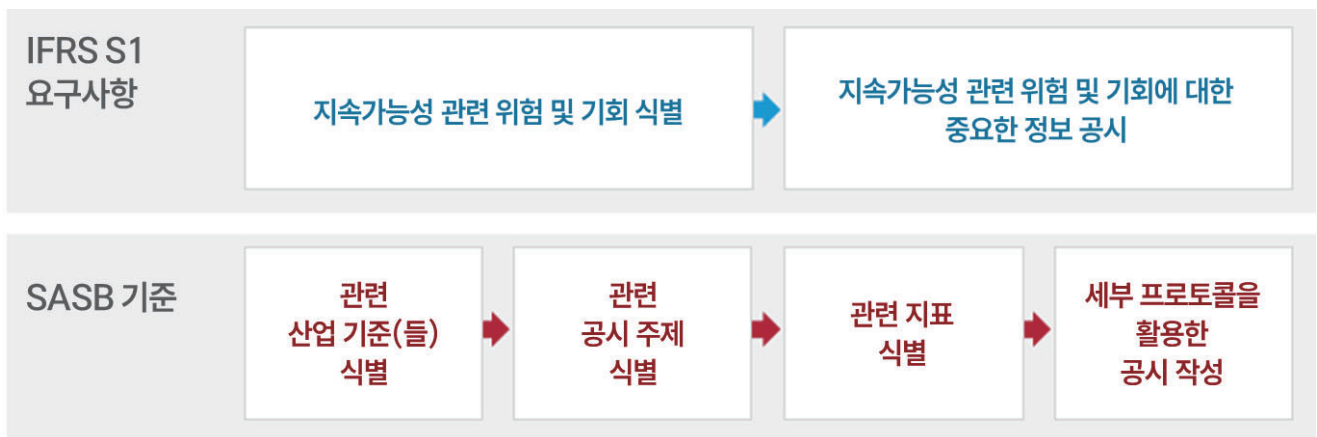 IFRS S1
요구사항
지속가능성 관련 위험 및 기회 식별
지속가능성 관련 위험 및 기회에 대한
중요한 정보 공시
SASB 기준
관련
산업 기준(들)
식별
관련
공시 주제
식별
관련 지표
식별
세부 프로토콜을
활용한
공시 작성